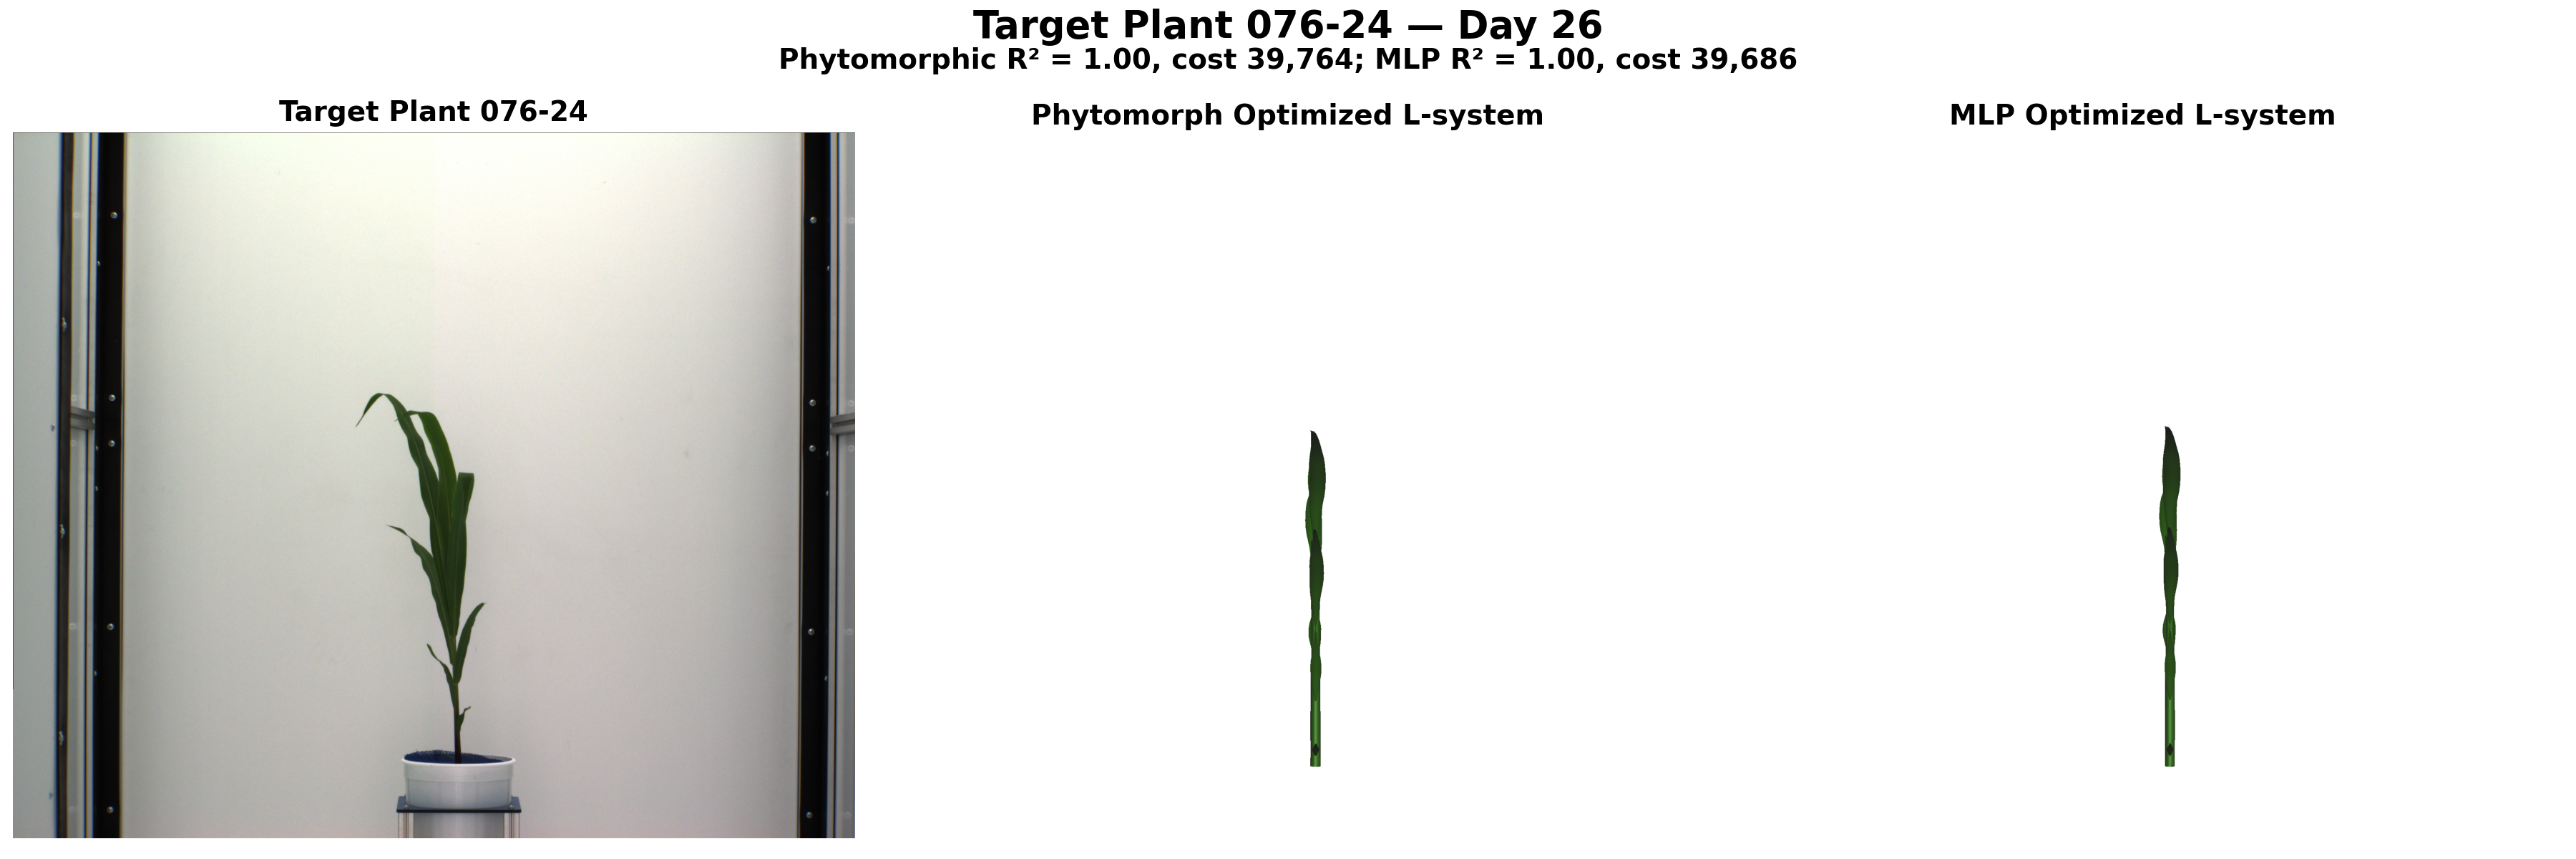 Target Plant 076-24 — Day 26
Phytomorphic R² = 1.00, cost 39,764; MLP R² = 1.00, cost 39,686
Target Plant 076-24
Phytomorph Optimized L-system
MLP Optimized L-system